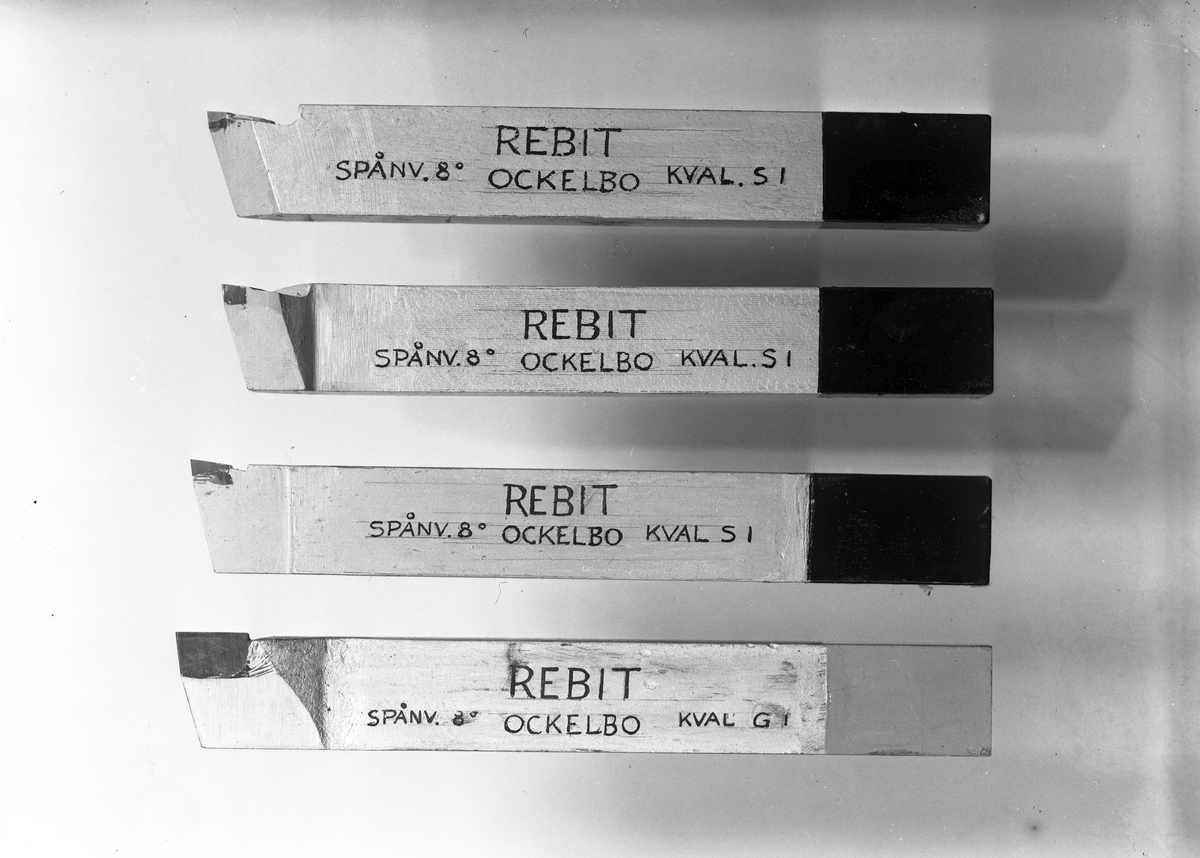 REBIT
SPÅNV. 8° OCKELBO KVAL. S 1
REBIT
SPÅNV. 8° OCKELBO KVAL. S 1
REBIT
SPÅNV. 8° OCKELBO KVAL S 1
REBIT
SPÅNV. 8° OCKELBO KVAL G 1